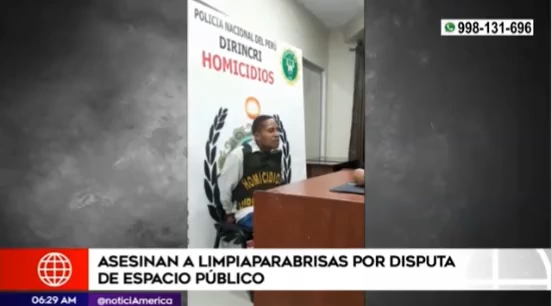 998-131-696
POLICÍA NACIONAL DEL PERÚ
DIRINCRI
HOMICIDIOS
HOMICIDIOS
ASESINAN A LIMPIAPARABRISAS POR DISPUTA
DE ESPACIO PÚBLICO
06:29 AM
@noticiAmerica